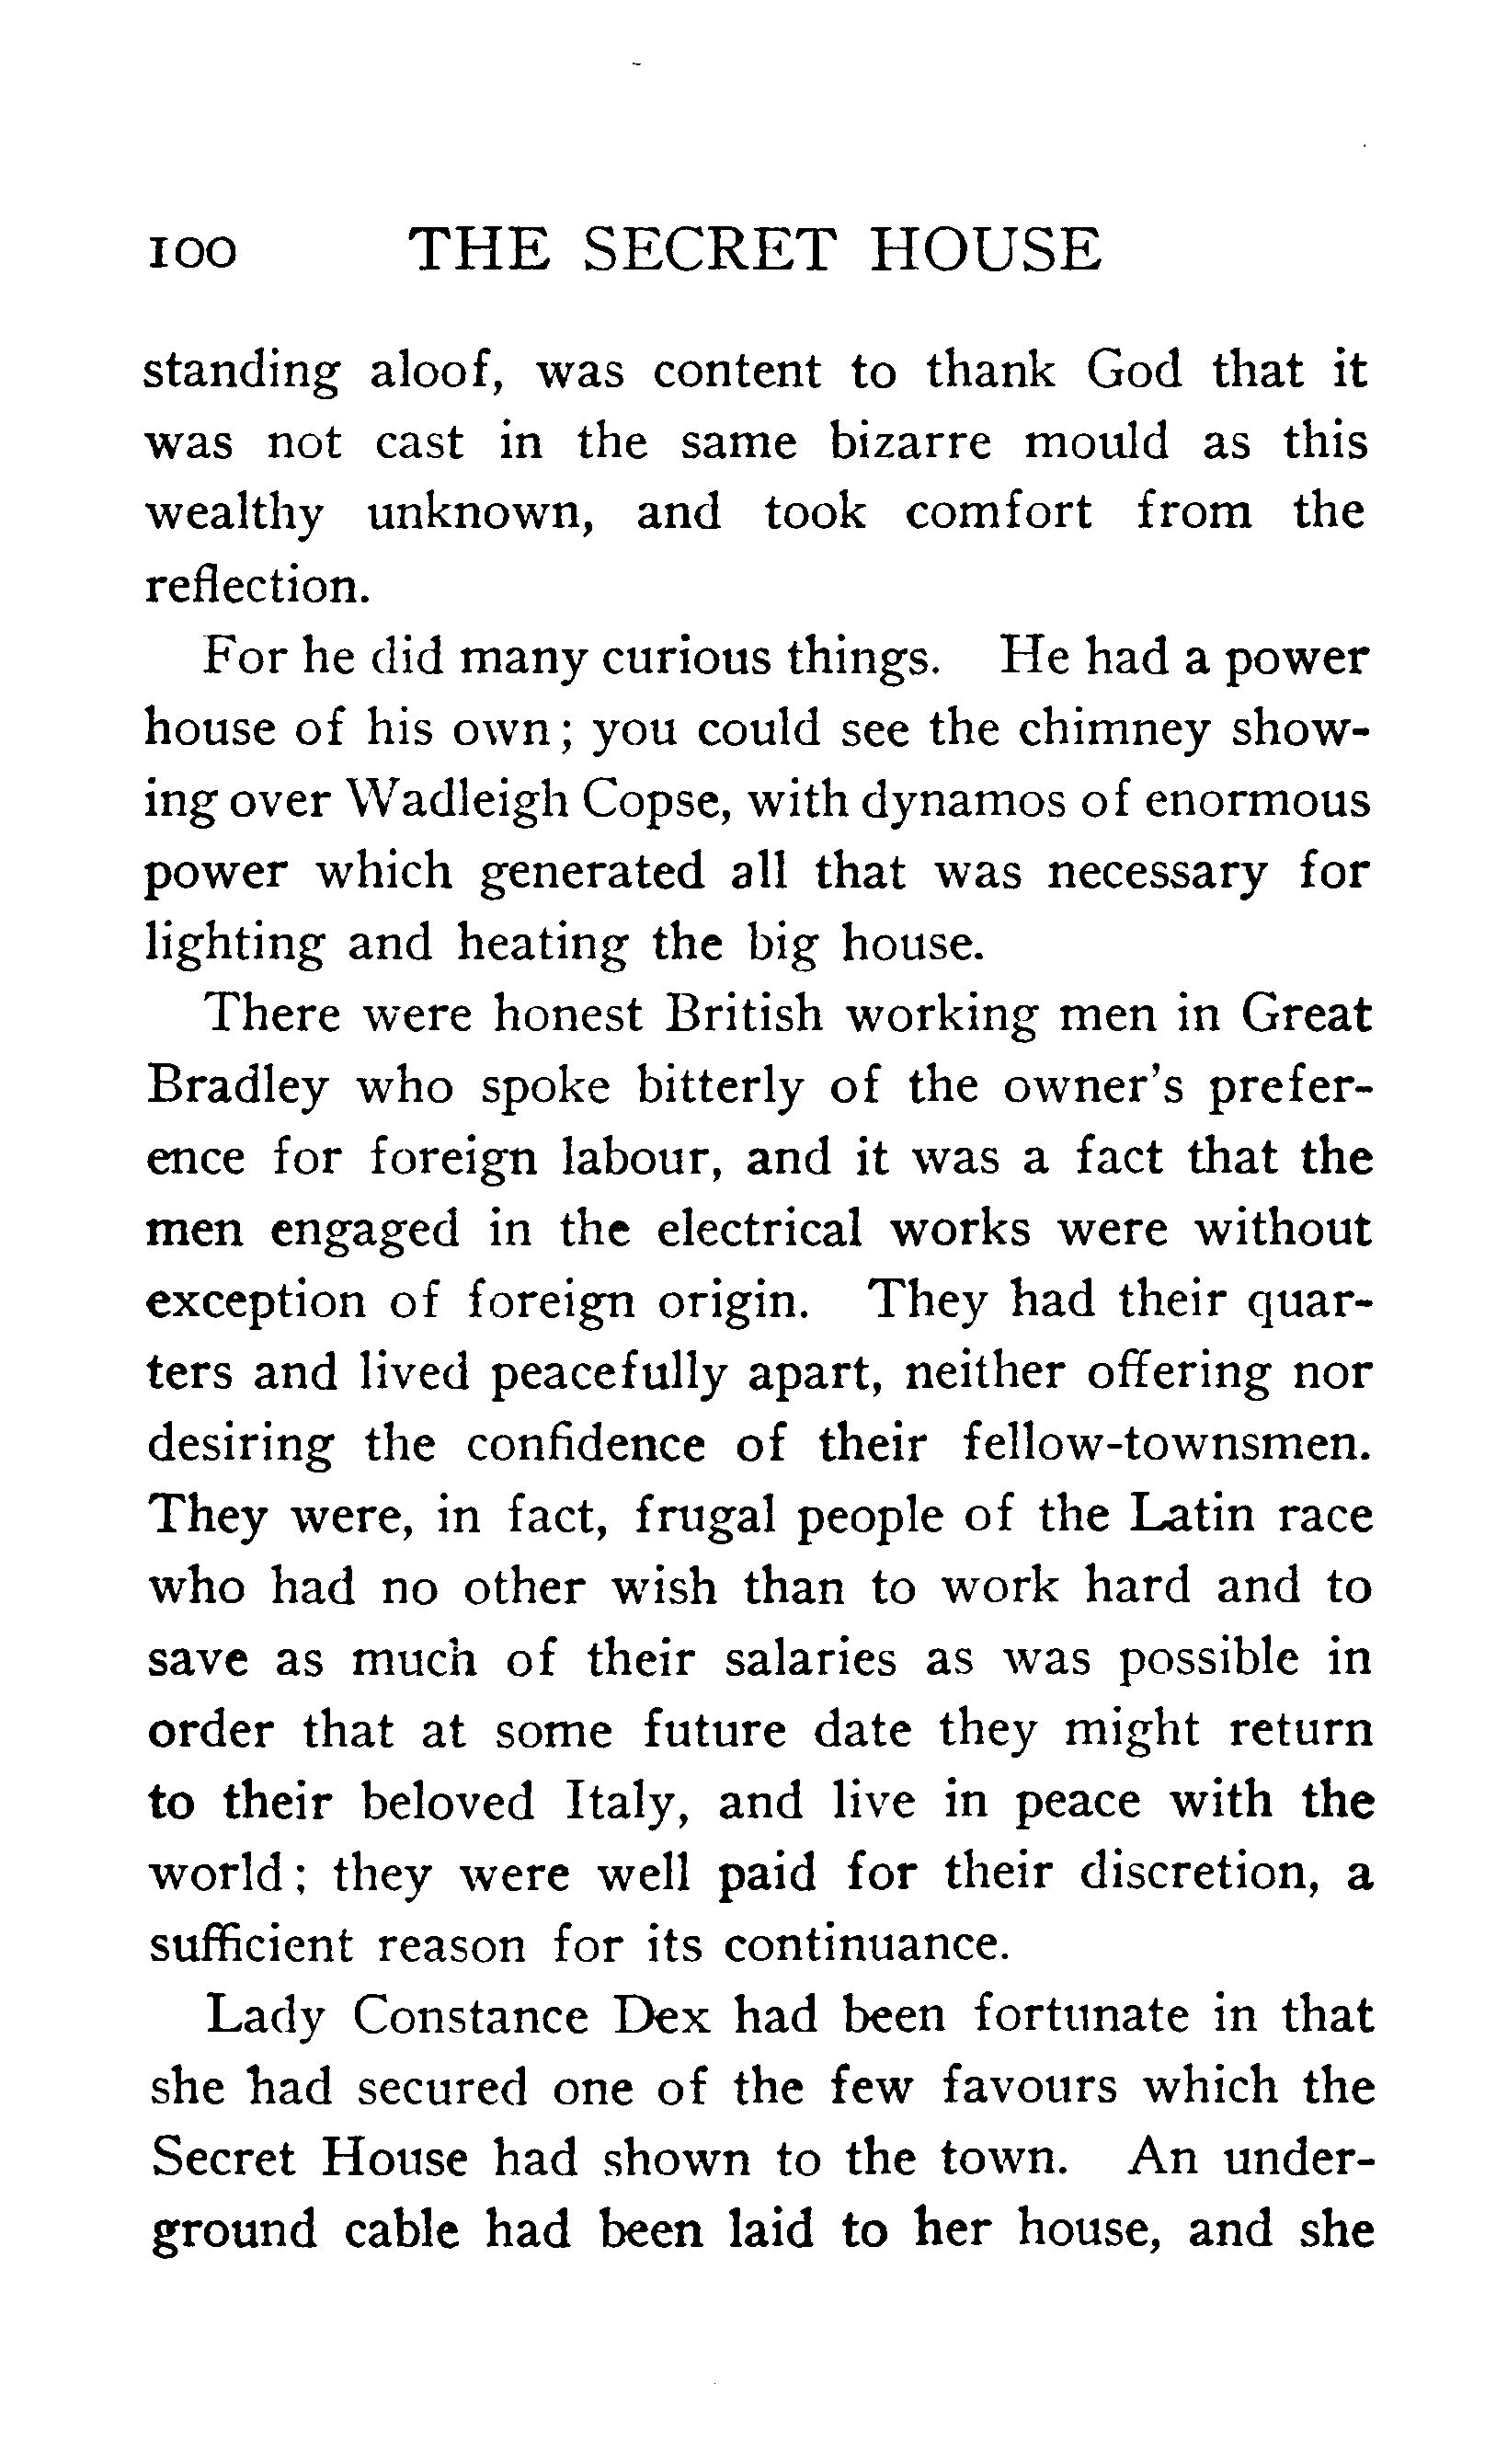 100 THE SECRET HOUSE
standing aloof, was content to thank God that it
was not cast in the same bizarre mould as this
wealthy unknown, and took comfort from the
reflection.
For he did many curious things. He had a power
house of his own; you could see the chimney show-
ing over Wadleigh Copse, with dynamos of enormous
power which generated all that was necessary for
lighting and heating the big house.
There were honest British working men in Great
Bradley who spoke bitterly of the owner's prefer-
ence for foreign labour, and it was a fact that the
men engaged in the electrical works were without
exception of foreign origin. They had their quar-
ters and lived peacefully apart, neither offering nor
desiring the confidence of their fellow-townsmen.
They were, in fact, frugal people of the Latin race
who had no other wish than to work hard and to
save as much of their salaries as was possible in
order that at some future date they might return
to their beloved Italy, and live in peace with the
world; they were well paid for their discretion, a
sufficient reason for its continuance.
Lady Constance Dex had been fortunate in that
she had secured one of the few favours which the
Secret House had shown to the town. An under-
ground cable had been laid to her house, and she